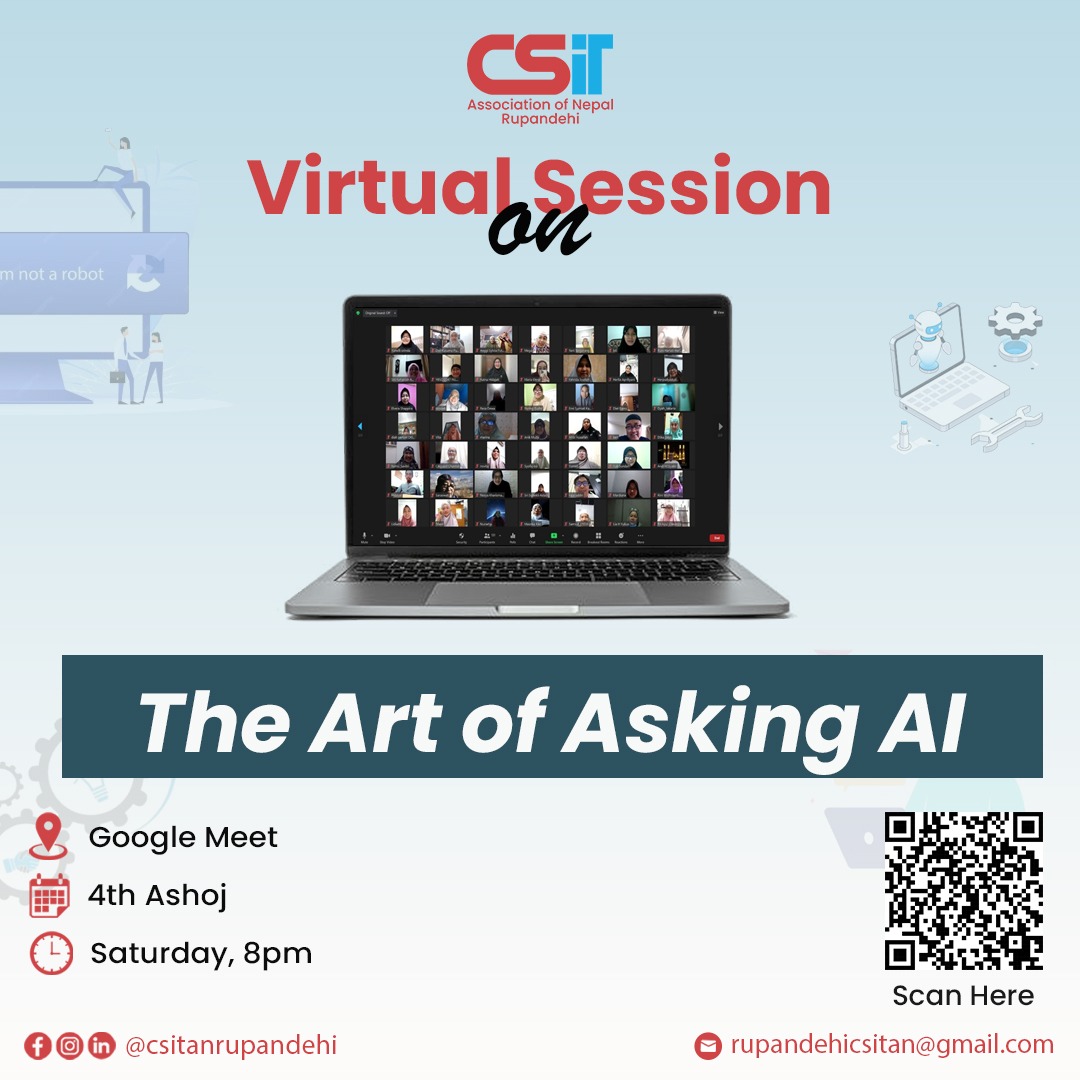 CSiT
Association of Nepal
Rupandehi
Virtual Session
on
m not a robot
The Art of Asking AI
Google Meet
4th Ashoj
Saturday, 8pm
Scan Here
@csitanrupandehi
rupandehicsitan@gmail.com